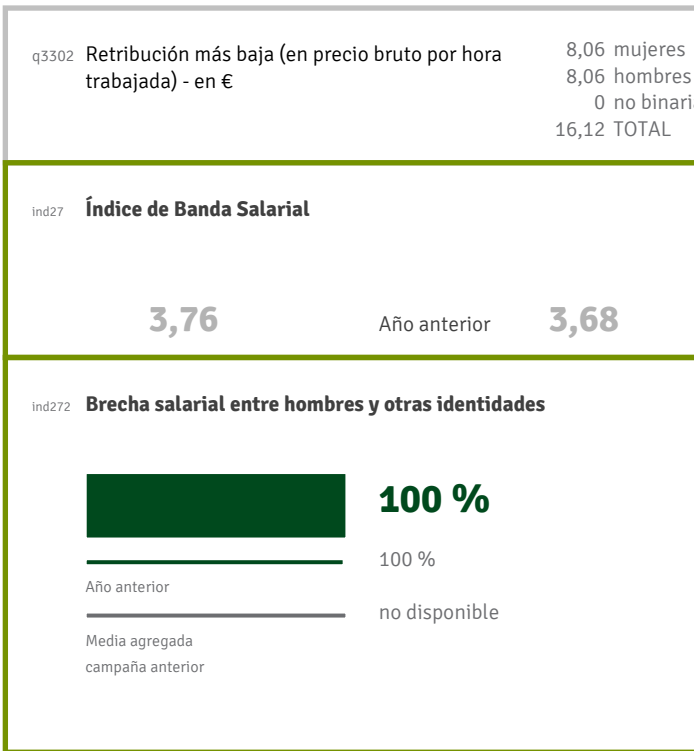 q3302 Retribución más baja (en precio bruto por hora
trabajada) - en €
8,06 mujeres
8,06 hombres
0 no
16,12 TOTAL
ind27 Índice de Banda Salarial
3,76 Año anterior 3,68
ind272 Brecha salarial entre hombres y otras identidades
100 %
100 %
Año anterior
no disponible
Media agregada
campaña anterior